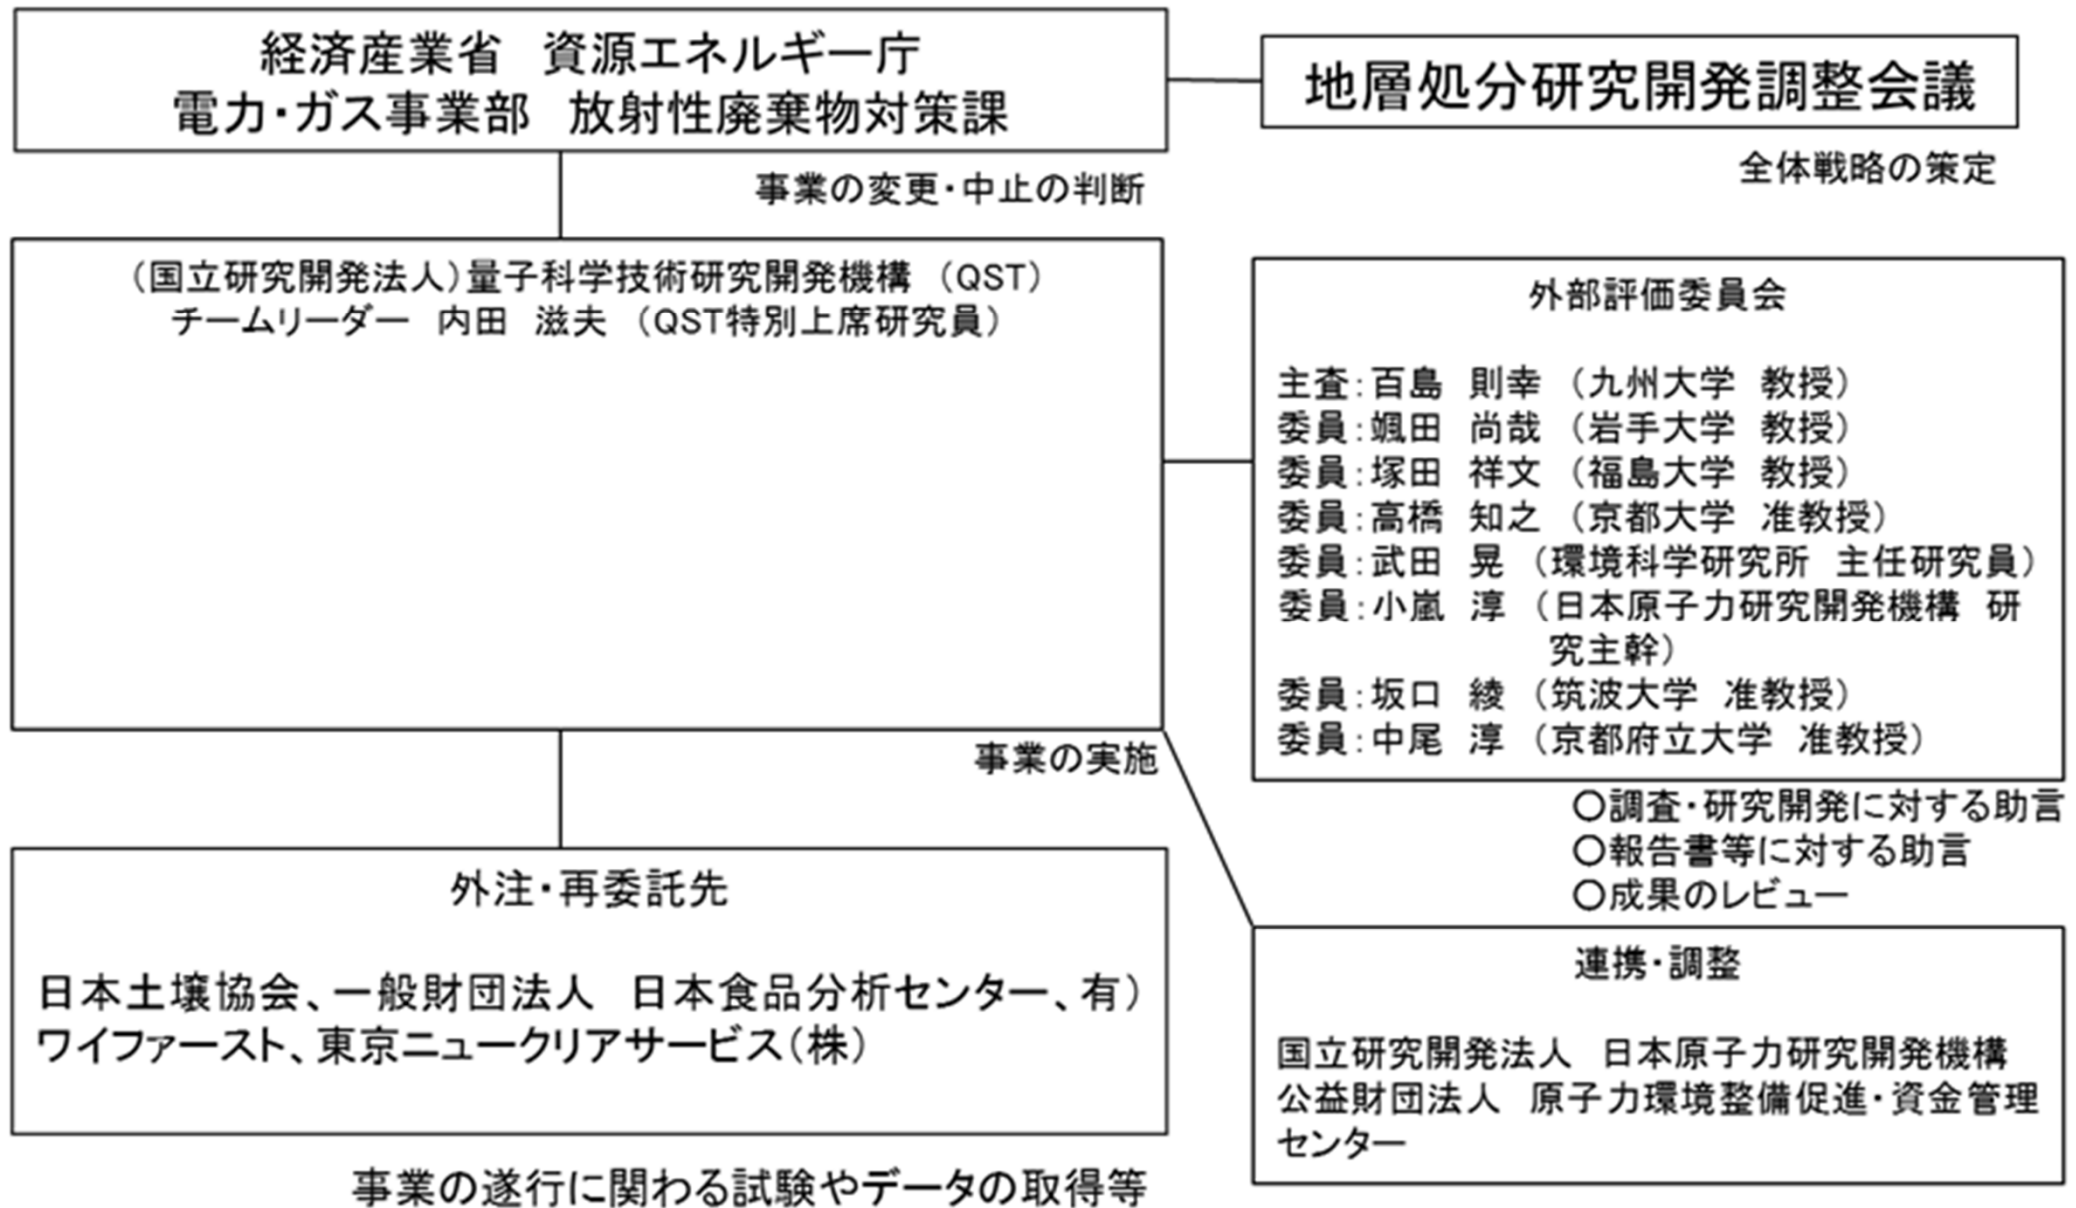 経済産業省　資源エネルギー庁
電力・ガス事業部　放射性廃棄物対策課
地層処分研究開発調整会議
全体戦略の策定
事業の変更・中止の判断
（国立研究開発法人）量子科学技術研究開発機構　（QST）
チームリーダー　内田　滋夫　（QST特別上席研究員）
事業の実施
外部評価委員会
主査：百島　則幸　（九州大学　教授）
委員：颯田　尚哉　（岩手大学　教授）
委員：塚田　祥文　（福島大学　教授）
委員：高橋　知之　（京都大学　准教授）
委員：武田　晃　（環境科学研究所　主任研究員）
委員：小嵐　淳　（日本原子力研究開発機構　研
究主幹）
委員：坂口　綾　（筑波大学　准教授）
委員：中尾　淳　（京都府立大学　准教授）
〇調査・研究開発に対する助言
〇報告書等に対する助言
〇成果のレビュー
外注・再委託先
日本土壌協会、一般財団法人　日本食品分析センター、有）
ワイファースト、東京ニュークリアサービス（株）
事業の遂行に関わる試験やデータの取得等
連携・調整
国立研究開発法人　日本原子力研究開発機構
公益財団法人　原子力環境整備促進・資金管理
センター